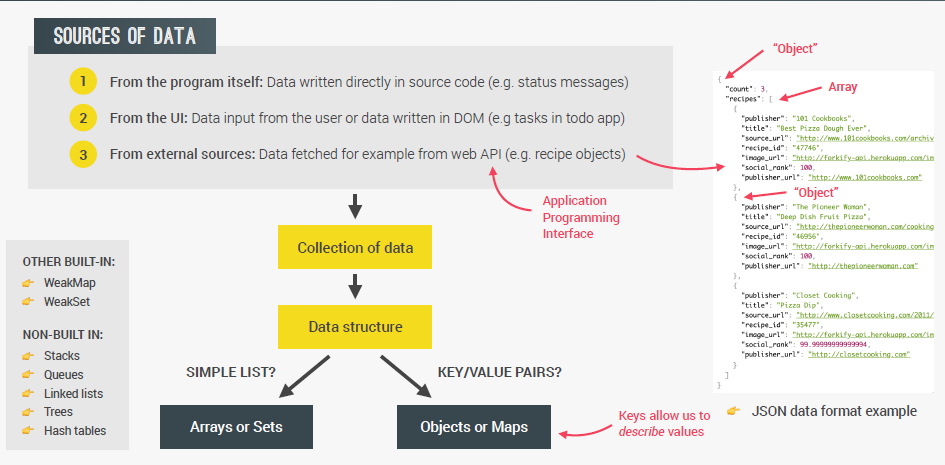 SOURCES OF DATA
1 From the program itself: Data written directly in source code (e.g. status messages)
2 From the UI: Data input from the user or data written in DOM (e.g tasks in todo app)
3 From external sources: Data fetched for example from web API (e.g. recipe objects)
Application
Programming
Interface
Collection of data
Data structure
SIMPLE LIST?
KEY/VALUE PAIRS?
Arrays or Sets
Objects or Maps
Keys allow us to
describe values
OTHER BUILT-IN:
WeakMap
WeakSet
NON-BUILT IN:
Stacks
Queues
Linked lists
Trees
Hash tables
“Object”
Array
“Object”
{
"count": 3,
"recipes": [
{
"publisher": "101 Cookbooks",
"title": "Best Pizza Dough Ever",
"source_url": "http://www.101cookbooks.com/archiv
"recipe_id": "47746",
"image_url": "http://forkify-api.herokuapp.com/im
"social_rank": 100,
"publisher_url": "http://www.101cookbooks.com"
},
{
"publisher": "The Pioneer Woman",
"title": "Deep Dish Fruit Pizza",
"source_url": "http://thepioneerwoman.com/cooking
"recipe_id": "46956",
"image_url": "http://forkify-api.herokuapp.com/im
"social_rank": 100,
"publisher_url": "http://thepioneerwoman.com"
},
{
"publisher": "Closet Cooking",
"title": "Pizza Dip",
"source_url": "http://www.closetcooking.com/2011/
"recipe_id": "35477",
"image_url": "http://forkify-api.herokuapp.com/im
"social_rank": 99.99999999999994,
"publisher_url": "http://closetcooking.com"
}
]
}
JSON data format example